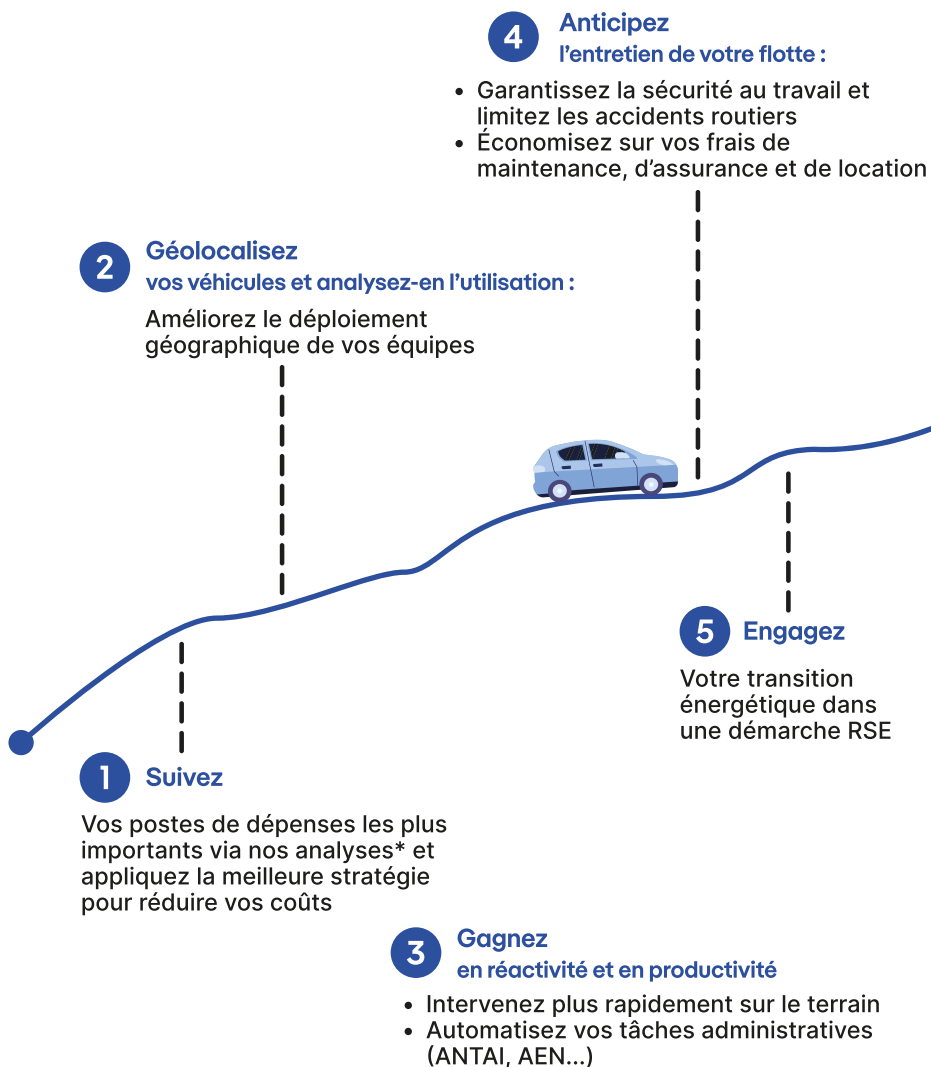 4
Anticipez
l'entretien de votre flotte :
• Garantissez la sécurité au travail et
limitez les accidents routiers
• Économisez sur vos frais de
maintenance, d'assurance et de location
2
Géolocalisez
vos véhicules et analysez-en l'utilisation :
Améliorez le déploiement
géographique de vos équipes
5 Engagez
Votre transition
énergétique dans
une démarche RSE
1 Suivez
Vos postes de dépenses les plus
importants via nos analyses* et
appliquez la meilleure stratégie
pour réduire vos coûts
3
Gagnez
en réactivité et en productivité
• Intervenez plus rapidement sur le terrain
• Automatisez vos tâches administratives
(ANTAI, AEN...)